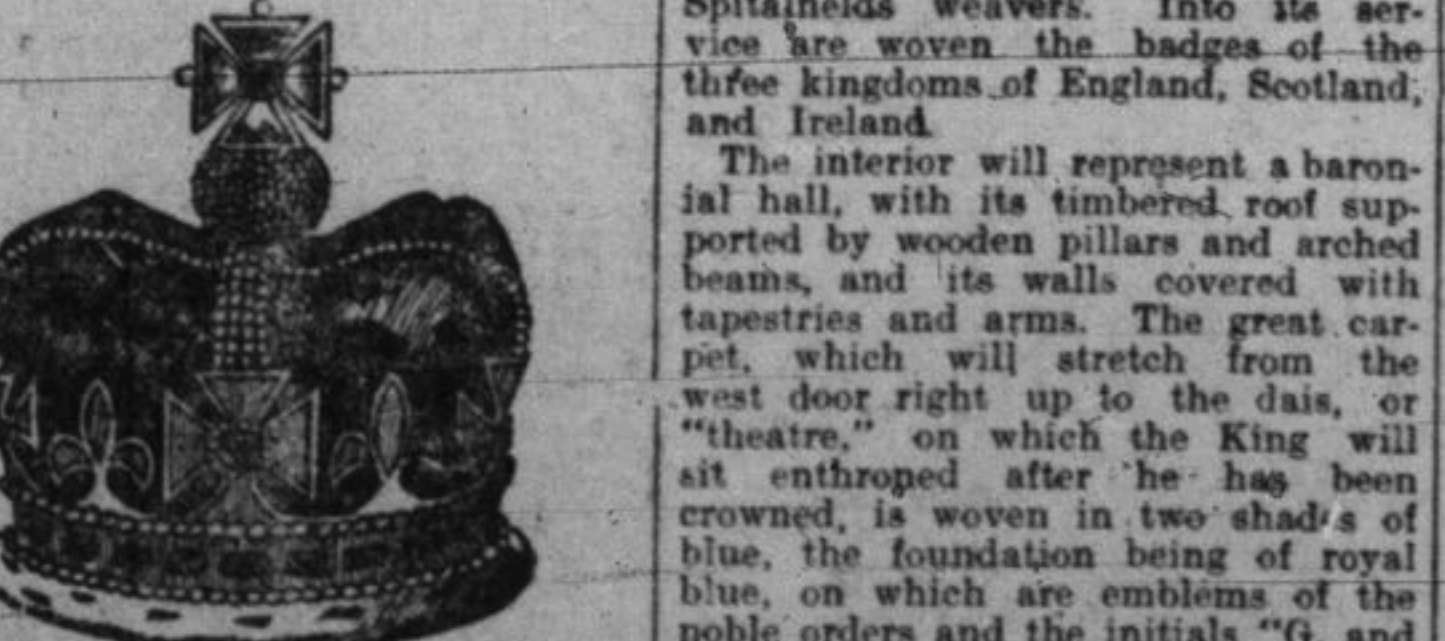 Spitalfields weavers. Into its ser-
vice are woven the badges of the
three kingdoms of England, Scotland,
and Ireland.
The interior will represent a baron-
ial hall, with its timbered roof sup-
ported by wooden pillars and arched
beams, and its walls covered with
tapestries and arms. The great car-
pet, which will stretch from the
west door right up to the dais, or
"theatre," on which the King will
sit enthroned after he has been
crowned, is woven in two shades of
blue, the foundation being of royal
blue, on which are emblems of the
noble orders and the initials "G. and